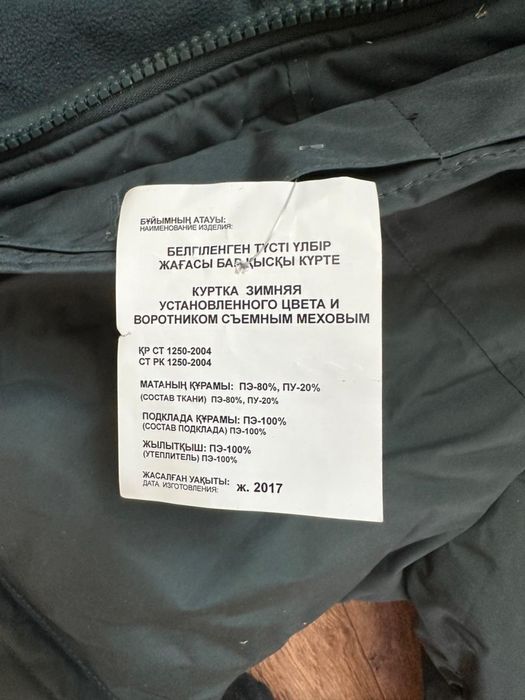 БҰЙЫМНЫҢ АТАУЫ:
НАИМЕНОВАНИЕ ИЗДЕЛИЯ:
БЕЛГІЛЕНГЕН ТҮСТІ ҮЛБІР
ЖАҒАСЫ БАР ҚЫСҚЫ КҮРТЕ
КУРТКА ЗИМНЯЯ
УСТАНОВЛЕННОГО ЦВЕТА И
ВОРОТНИКОМ СЪЕМНЫМ МЕХОВЫМ
ҚР СТ 1250-2004
СТ РК 1250-2004
МАТАНЫҢ ҚҰРАМЫ: ПЭ-80%, ПУ-20%
(СОСТАВ ТКАНИ) ПЭ-80%, ПУ-20%
ПОДКЛАДА ҚҰРАМЫ: ПЭ-100%
(СОСТАВ ПОДКЛАДА) ПЭ-100%
ЖЫЛЫТҚЫШ: ПЭ-100%
(УТЕПЛИТЕЛЬ) ПЭ-100%
ЖАСАЛҒАН УАҚЫТЫ: ж. 2017
ДАТА ИЗГОТОВЛЕНИЯ: